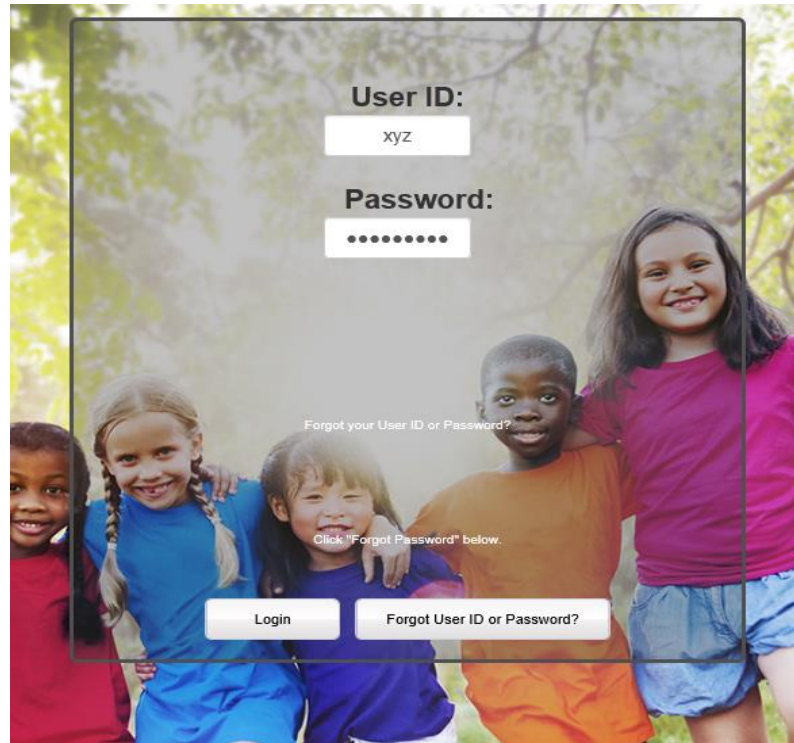 User ID:
xyz
Password:
●●●●●●●●●
Forgot your User ID or Password?
Click "Forgot Password" below.
Login
Forgot User ID or Password?